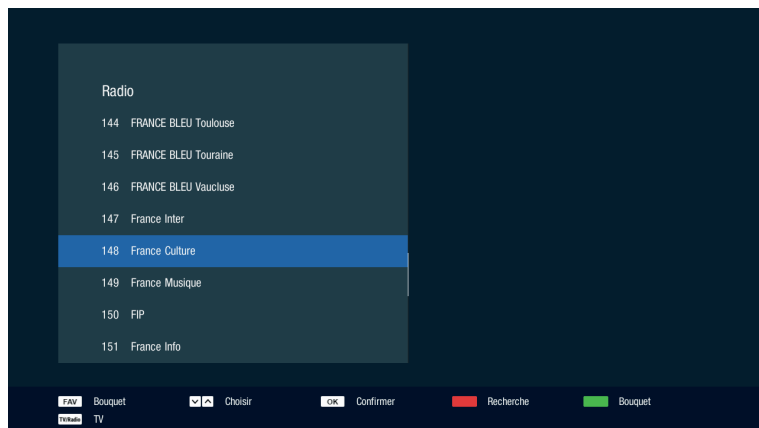 Radio
144 FRANCE BLEU Toulouse
145 FRANCE BLEU Touraine
146 FRANCE BLEU Vaucluse
147 France Inter
148 France Culture
149 France Musique
150 FIP
151 France Info
FAV Bouquet Choisir OK Confirmer Recherche Bouquet
TV/Radio TV